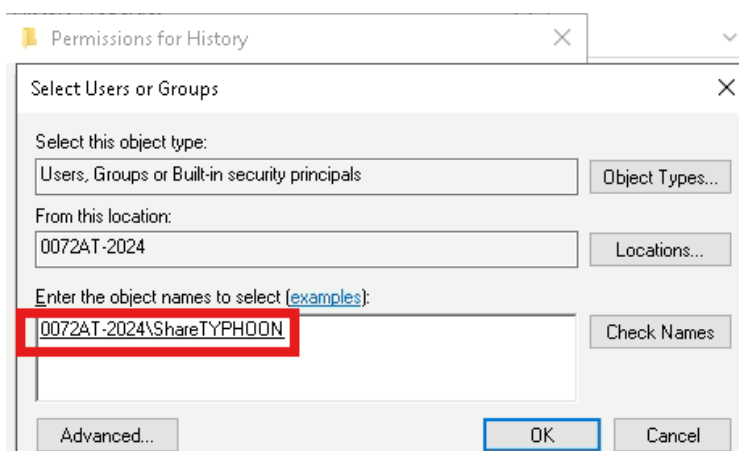 Permissions for History
Select Users or Groups
Select this object type:
Users, Groups or Built-in security principals
Object Types...
From this location:
0072AT-2024
Locations...
Enter the object names to select (examples):
0072AT-2024\ShareTYPHOON
Check Names
Advanced...
OK
Cancel